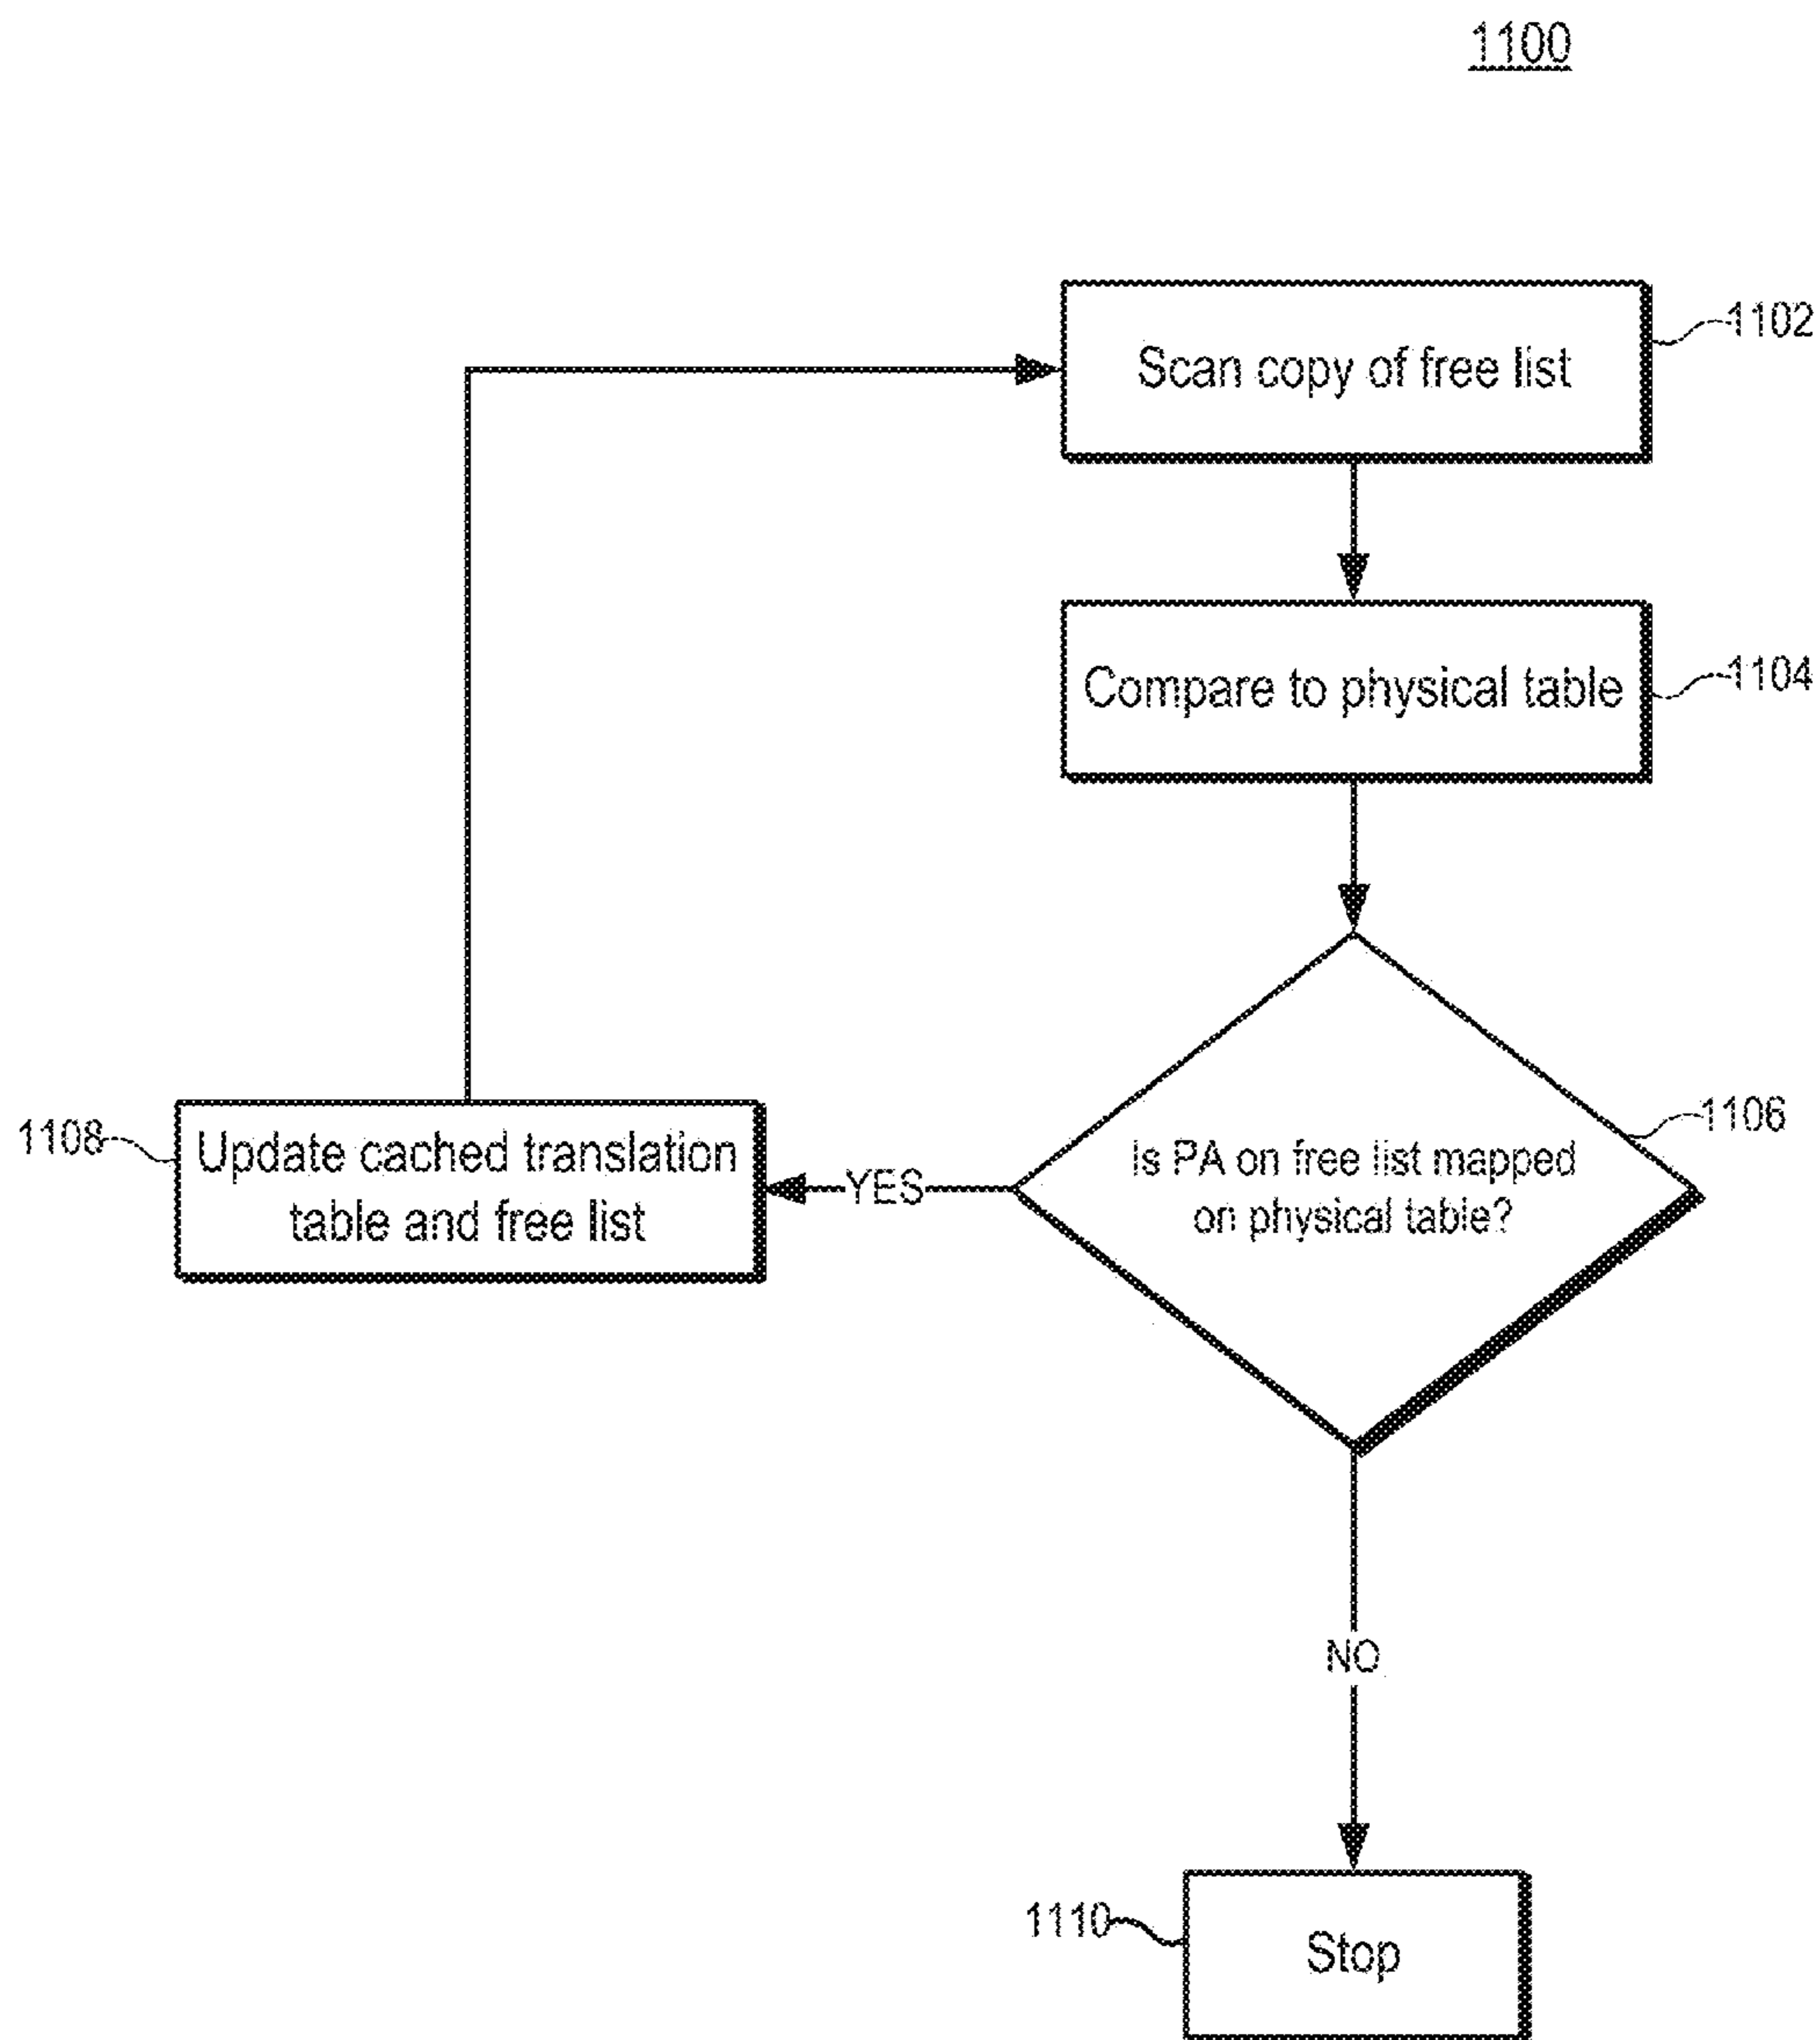 1100
Scan copy of free list
1102
Compare to physical table
1104
Is PA on free list mapped
on physical table?
1106
YES
1108
Update cached translation
table and free list
NO
1110
Stop